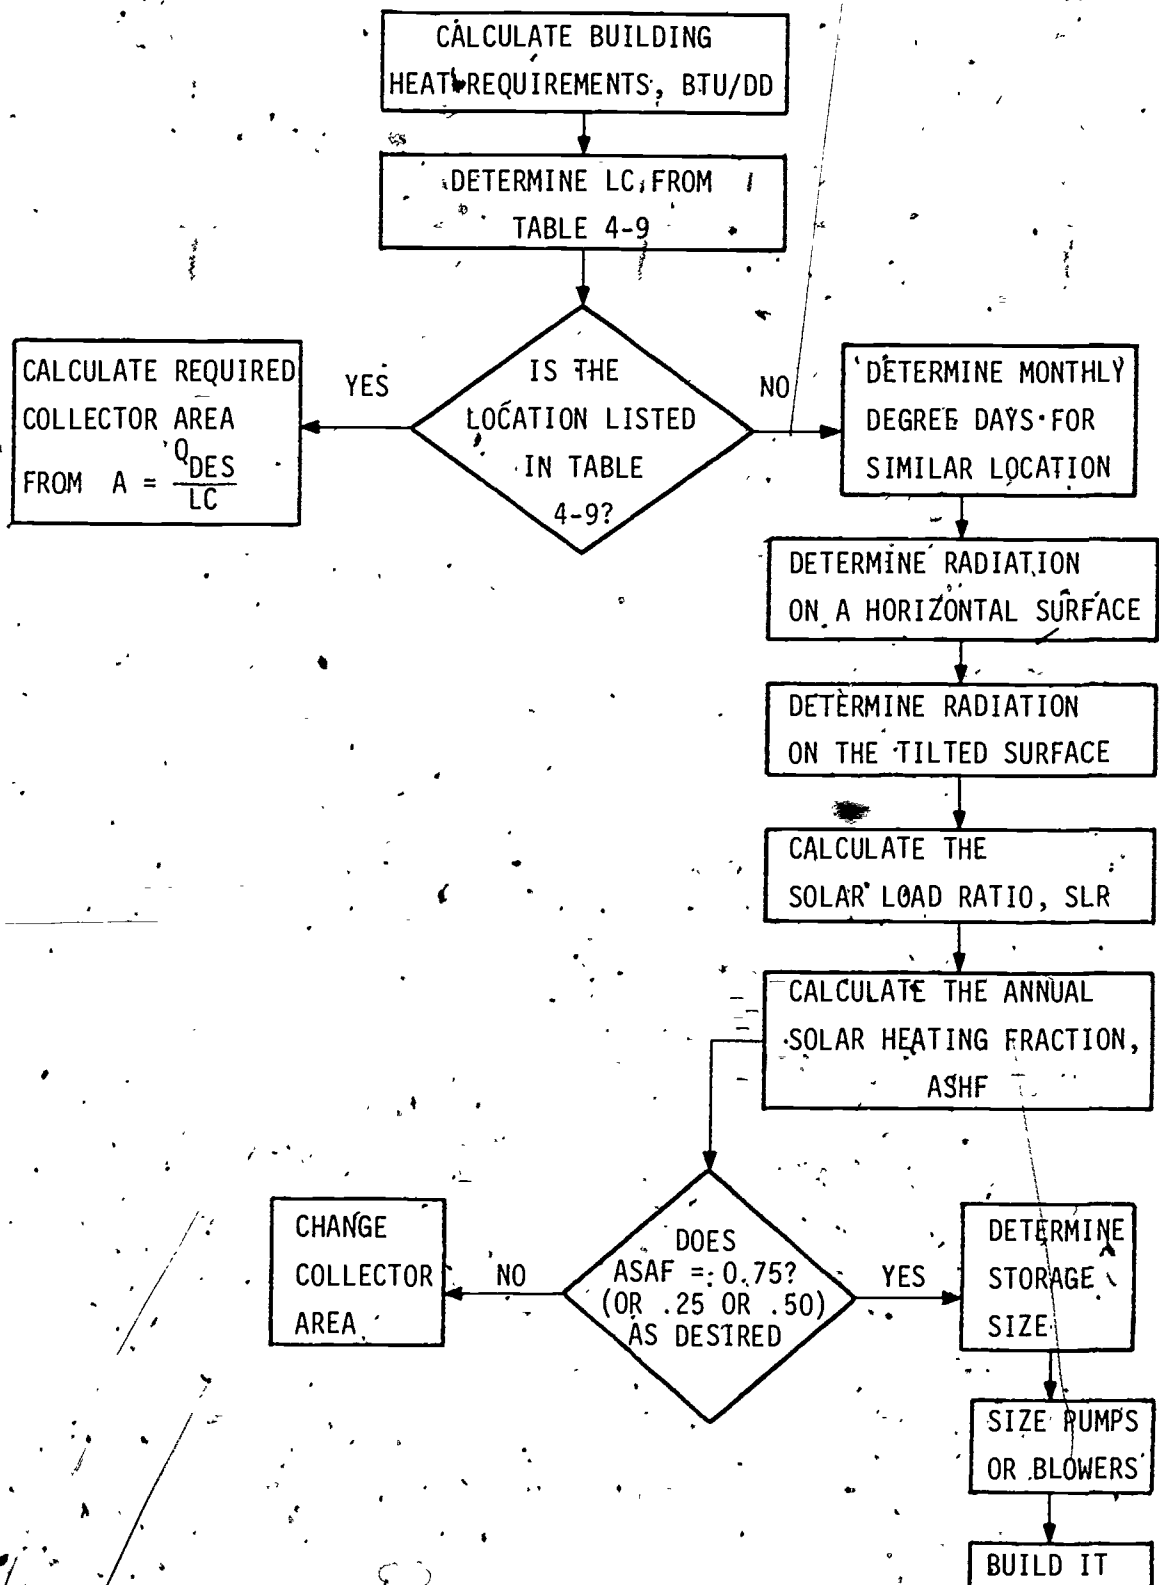 CALCULATE BUILDING
HEAT REQUIREMENTS, BTU/DD
DETERMINE LC FROM
TABLE 4-9
IS THE
LOCATION LISTED
IN TABLE
4-9?
YES
NO
CALCULATE REQUIRED
COLLECTOR AREA
FROM A = Q_DES / LC
DETERMINE MONTHLY
DEGREE DAYS FOR
SIMILAR LOCATION
DETERMINE RADIATION
ON A HORIZONTAL SURFACE
DETERMINE RADIATION
ON THE TILTED SURFACE
CALCULATE THE
SOLAR LOAD RATIO, SLR
CALCULATE THE ANNUAL
SOLAR HEATING FRACTION,
ASHF
DOES
ASAF = 0.75?
(OR .25 OR .50)
AS DESIRED
NO
YES
CHANGE
COLLECTOR
AREA
DETERMINE
STORAGE
SIZE
SIZE PUMPS
OR BLOWERS
BUILD IT